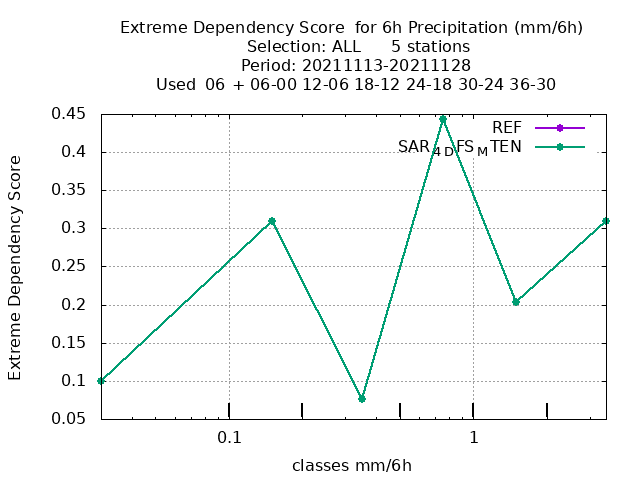 Extreme Dependency Score  for 6h Precipitation (mm/6h)
Selection: ALL      5 stations
Period: 20211113-20211128
Used  06 + 06-00 12-06 18-12 24-18 30-24 36-30
Extreme Dependency Score
0.45
0.4
0.35
0.3
0.25
0.2
0.15
0.1
0.05
REF
SAR4DFSMTEN
0.1
1
classes mm/6h